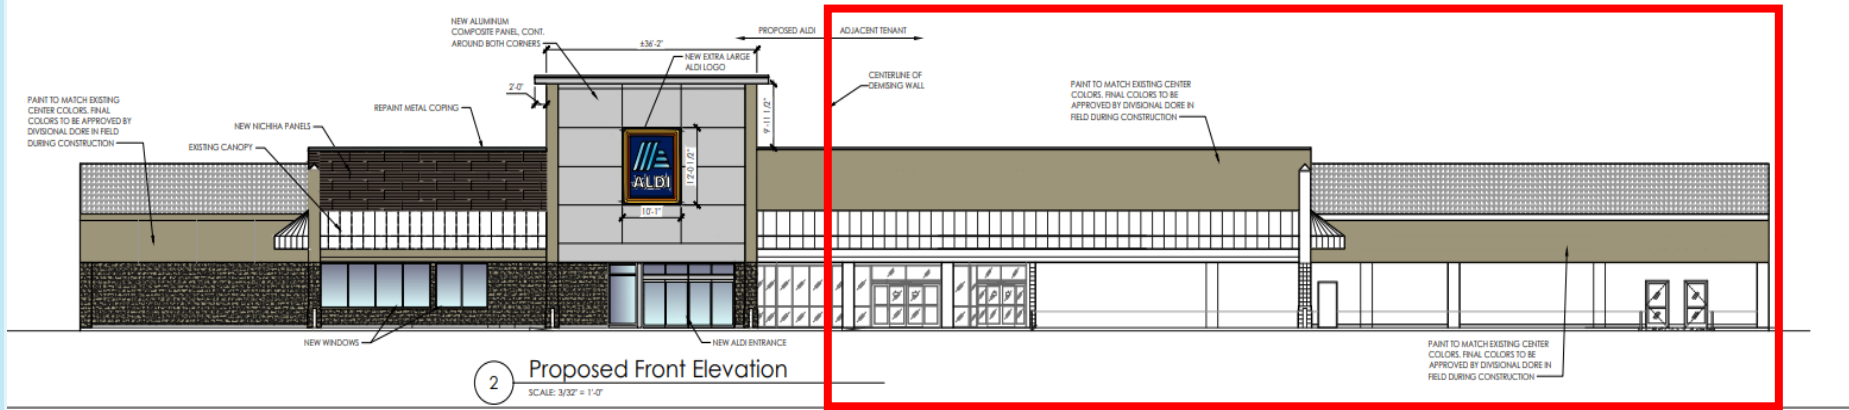 NEW ALUMINUM
COMPOSITE PANEL, CONT.
AROUND BOTH CORNERS
±36'-2"
PROPOSED ALDI
ADJACENT TENANT
NEW EXTRA LARGE
ALDI LOGO
CENTERLINE OF
DEMISING WALL
2'-0"
9'-11 1/2"
PAINT TO MATCH EXISTING
CENTER COLORS. FINAL
COLORS TO BE APPROVED BY
DIVISIONAL DORE IN FIELD
DURING CONSTRUCTION
REPAINT METAL COPING
NEW NICHIHA PANELS
EXISTING CANOPY
PAINT TO MATCH EXISTING CENTER
COLORS. FINAL COLORS TO BE
APPROVED BY DIVISIONAL DORE IN
FIELD DURING CONSTRUCTION
ALDI
12'-0 1/2"
10'-1"
NEW WINDOWS
NEW ALDI ENTRANCE
PAINT TO MATCH EXISTING CENTER
COLORS. FINAL COLORS TO BE
APPROVED BY DIVISIONAL DORE IN
FIELD DURING CONSTRUCTION
2
Proposed Front Elevation
SCALE: 3/32" = 1'-0"